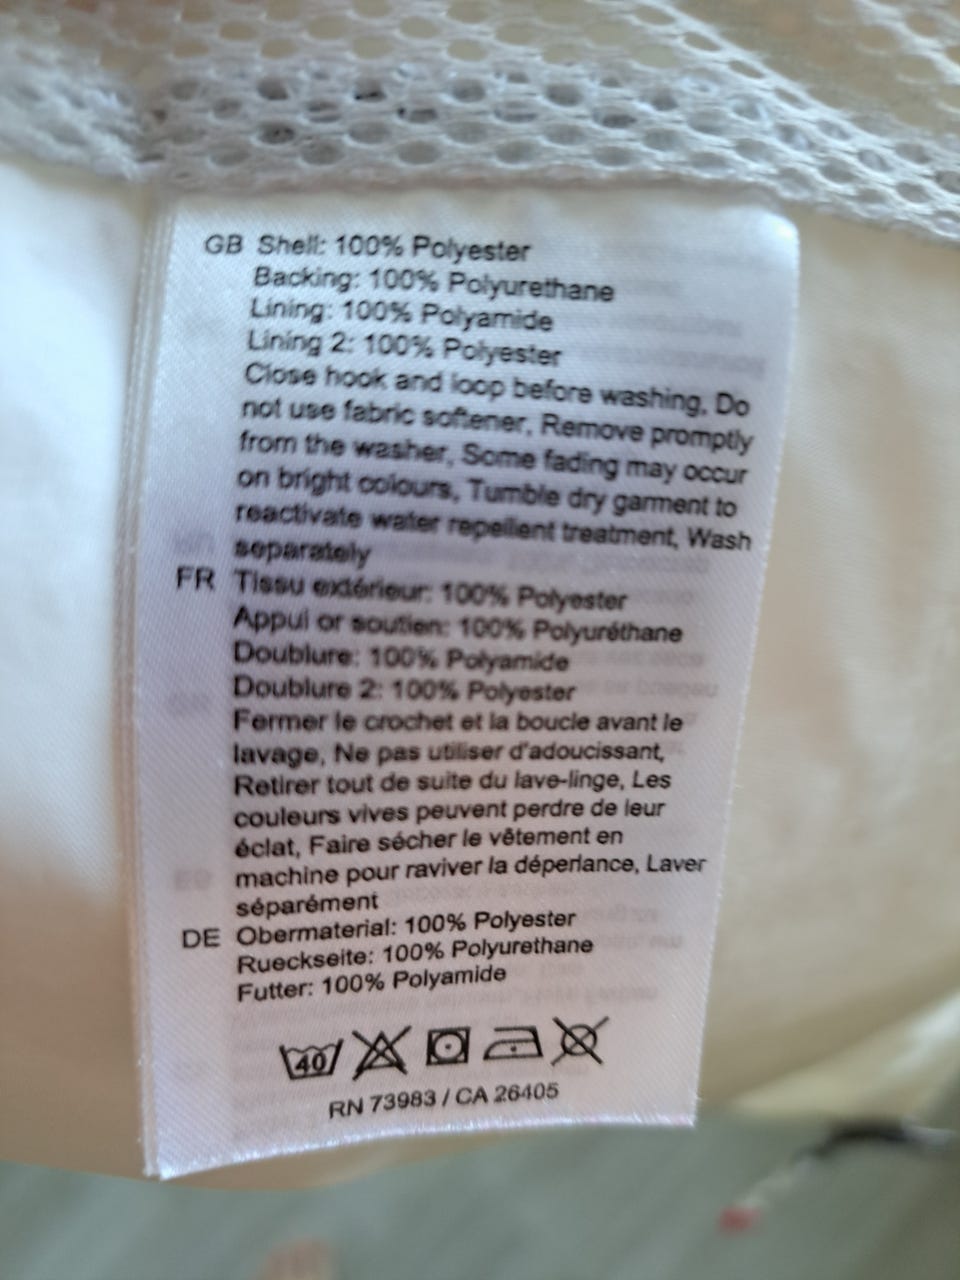 GB Shell: 100% Polyester
Backing: 100% Polyurethane
Lining: 100% Polyamide
Lining 2: 100% Polyester
Close hook and loop before washing, Do
not use fabric softener, Remove promptly
from the washer, Some fading may occur
on bright colours, Tumble dry garment to
reactivate water repellent treatment, Wash
separately
FR Tissu extérieur: 100% Polyester
Appui or soutien: 100% Polyuréthane
Doublure: 100% Polyamide
Doublure 2: 100% Polyester
Fermer le crochet et la boucle avant le
lavage, Ne pas utiliser d'adoucissant,
Retirer tout de suite du lave-linge, Les
couleurs vives peuvent perdre de leur
éclat, Faire sécher le vêtement en
machine pour raviver la déperlance, Laver
séparément
DE Obermaterial: 100% Polyester
Rueckseite: 100% Polyurethane
Futter: 100% Polyamide
40
RN 73983 / CA 26405